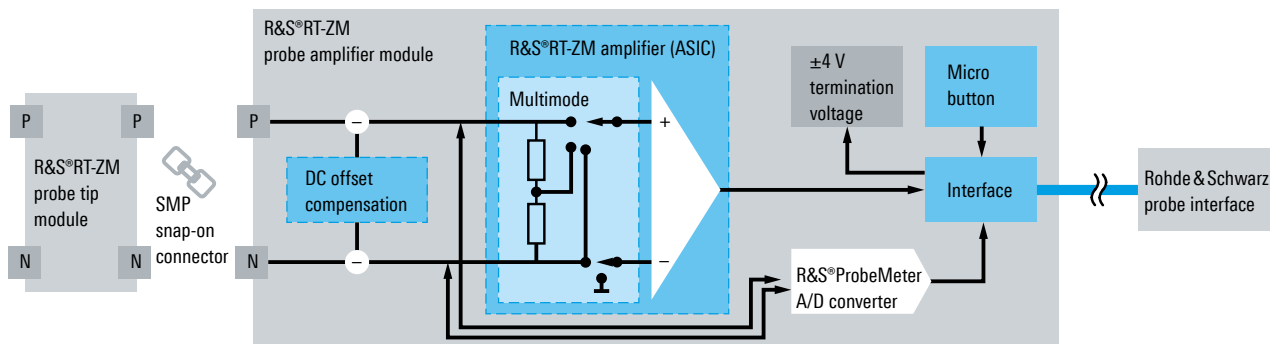 P
P
N
N
R&S®RT-ZM
probe tip
module
SMP
snap-on
connector
R&S®RT-ZM
probe amplifier module
P
N
–
–
DC offset
compensation
R&S®RT-ZM amplifier (ASIC)
Multimode
+
–
±4 V
termination
voltage
Micro
button
Interface
R&S®ProbeMeter
A/D converter
Rohde & Schwarz
probe interface